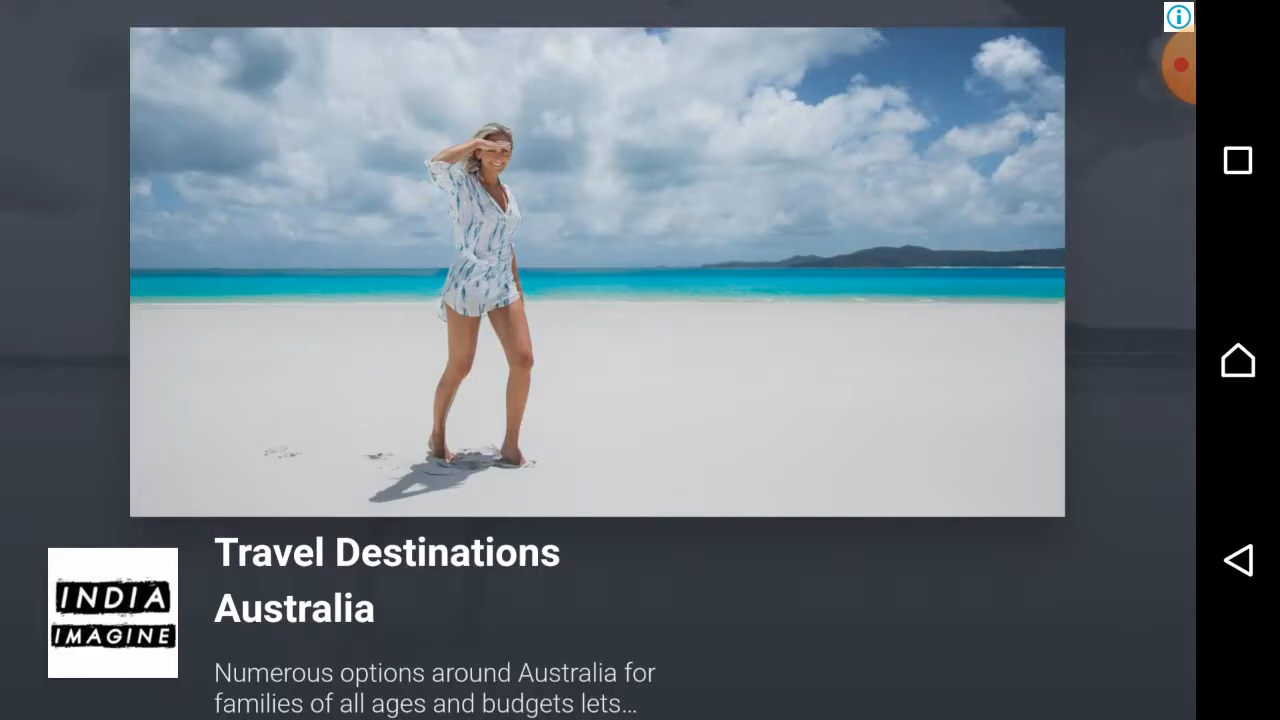 Travel Destinations
Australia
INDIA
IMAGINE
Numerous options around Australia for
families of all ages and budgets lets...